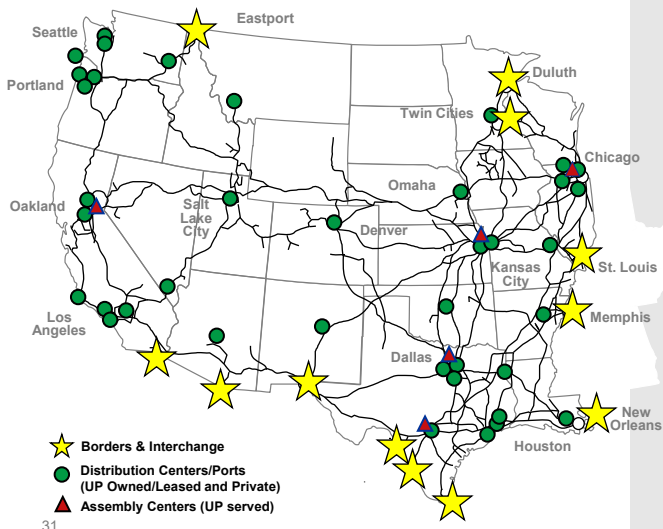 Eastport
Seattle
Duluth
Portland
Twin Cities
Chicago
Omaha
Oakland
Salt
Lake
City
Denver
Kansas
City
St. Louis
Los
Angeles
Memphis
Dallas
New
Orleans
Houston
Borders & Interchange
Distribution Centers/Ports
(UP Owned/Leased and Private)
Assembly Centers (UP served)
31